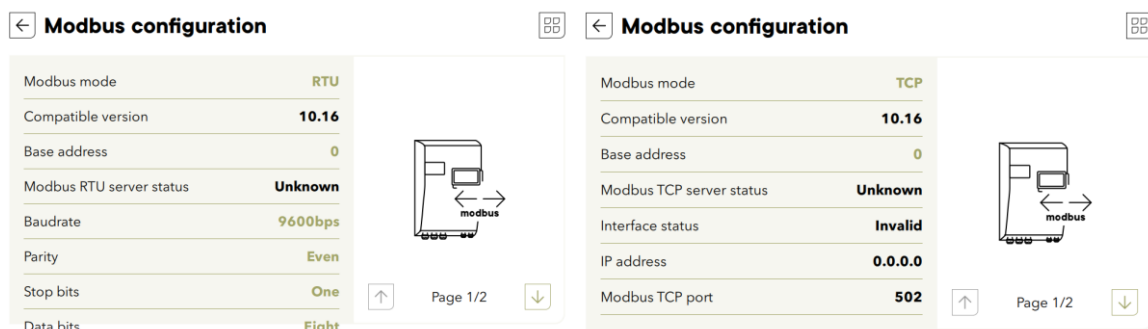 Modbus configuration
Modbus mode RTU
Compatible version 10.16
Base address 0
Modbus RTU server status Unknown
Baudrate 9600bps
Parity Even
Stop bits One
Data bits Eight
modbus
Page 1/2
Modbus configuration
Modbus mode TCP
Compatible version 10.16
Base address 0
Modbus TCP server status Unknown
Interface status Invalid
IP address 0.0.0.0
Modbus TCP port 502
modbus
Page 1/2